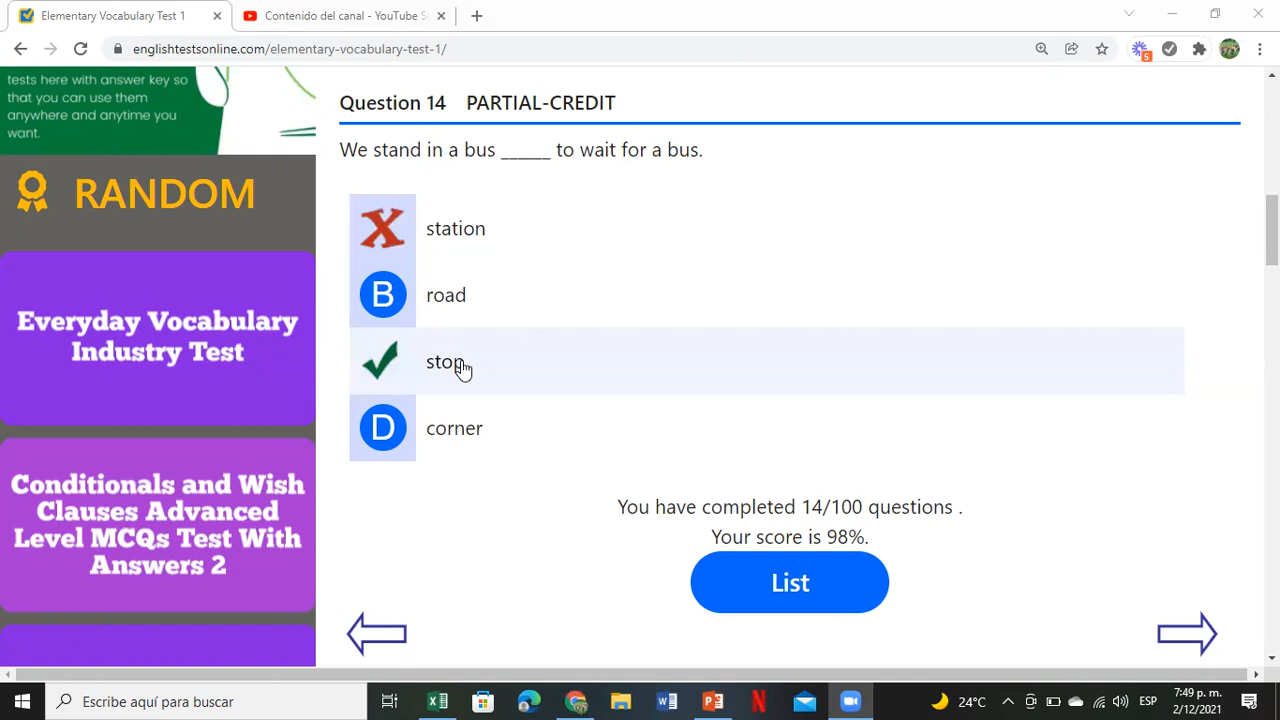 Elementary Vocabulary Test 1
Contenido del canal - YouTube S
englishtestsonline.com/elementary-vocabulary-test-1/
5
tests here with answer key so
that you can use them
anywhere and anytime you
want.
RANDOM
Everyday Vocabulary
Industry Test
Conditionals and Wish
Clauses Advanced
Level MCQs Test With
Answers 2
Question 14 PARTIAL-CREDIT
We stand in a bus ______ to wait for a bus.
X station
B road
stop
D corner
You have completed 14/100 questions .
Your score is 98%.
List
Escribe aquí para buscar
24°C
ESP
7:49 p. m.
2/12/2021